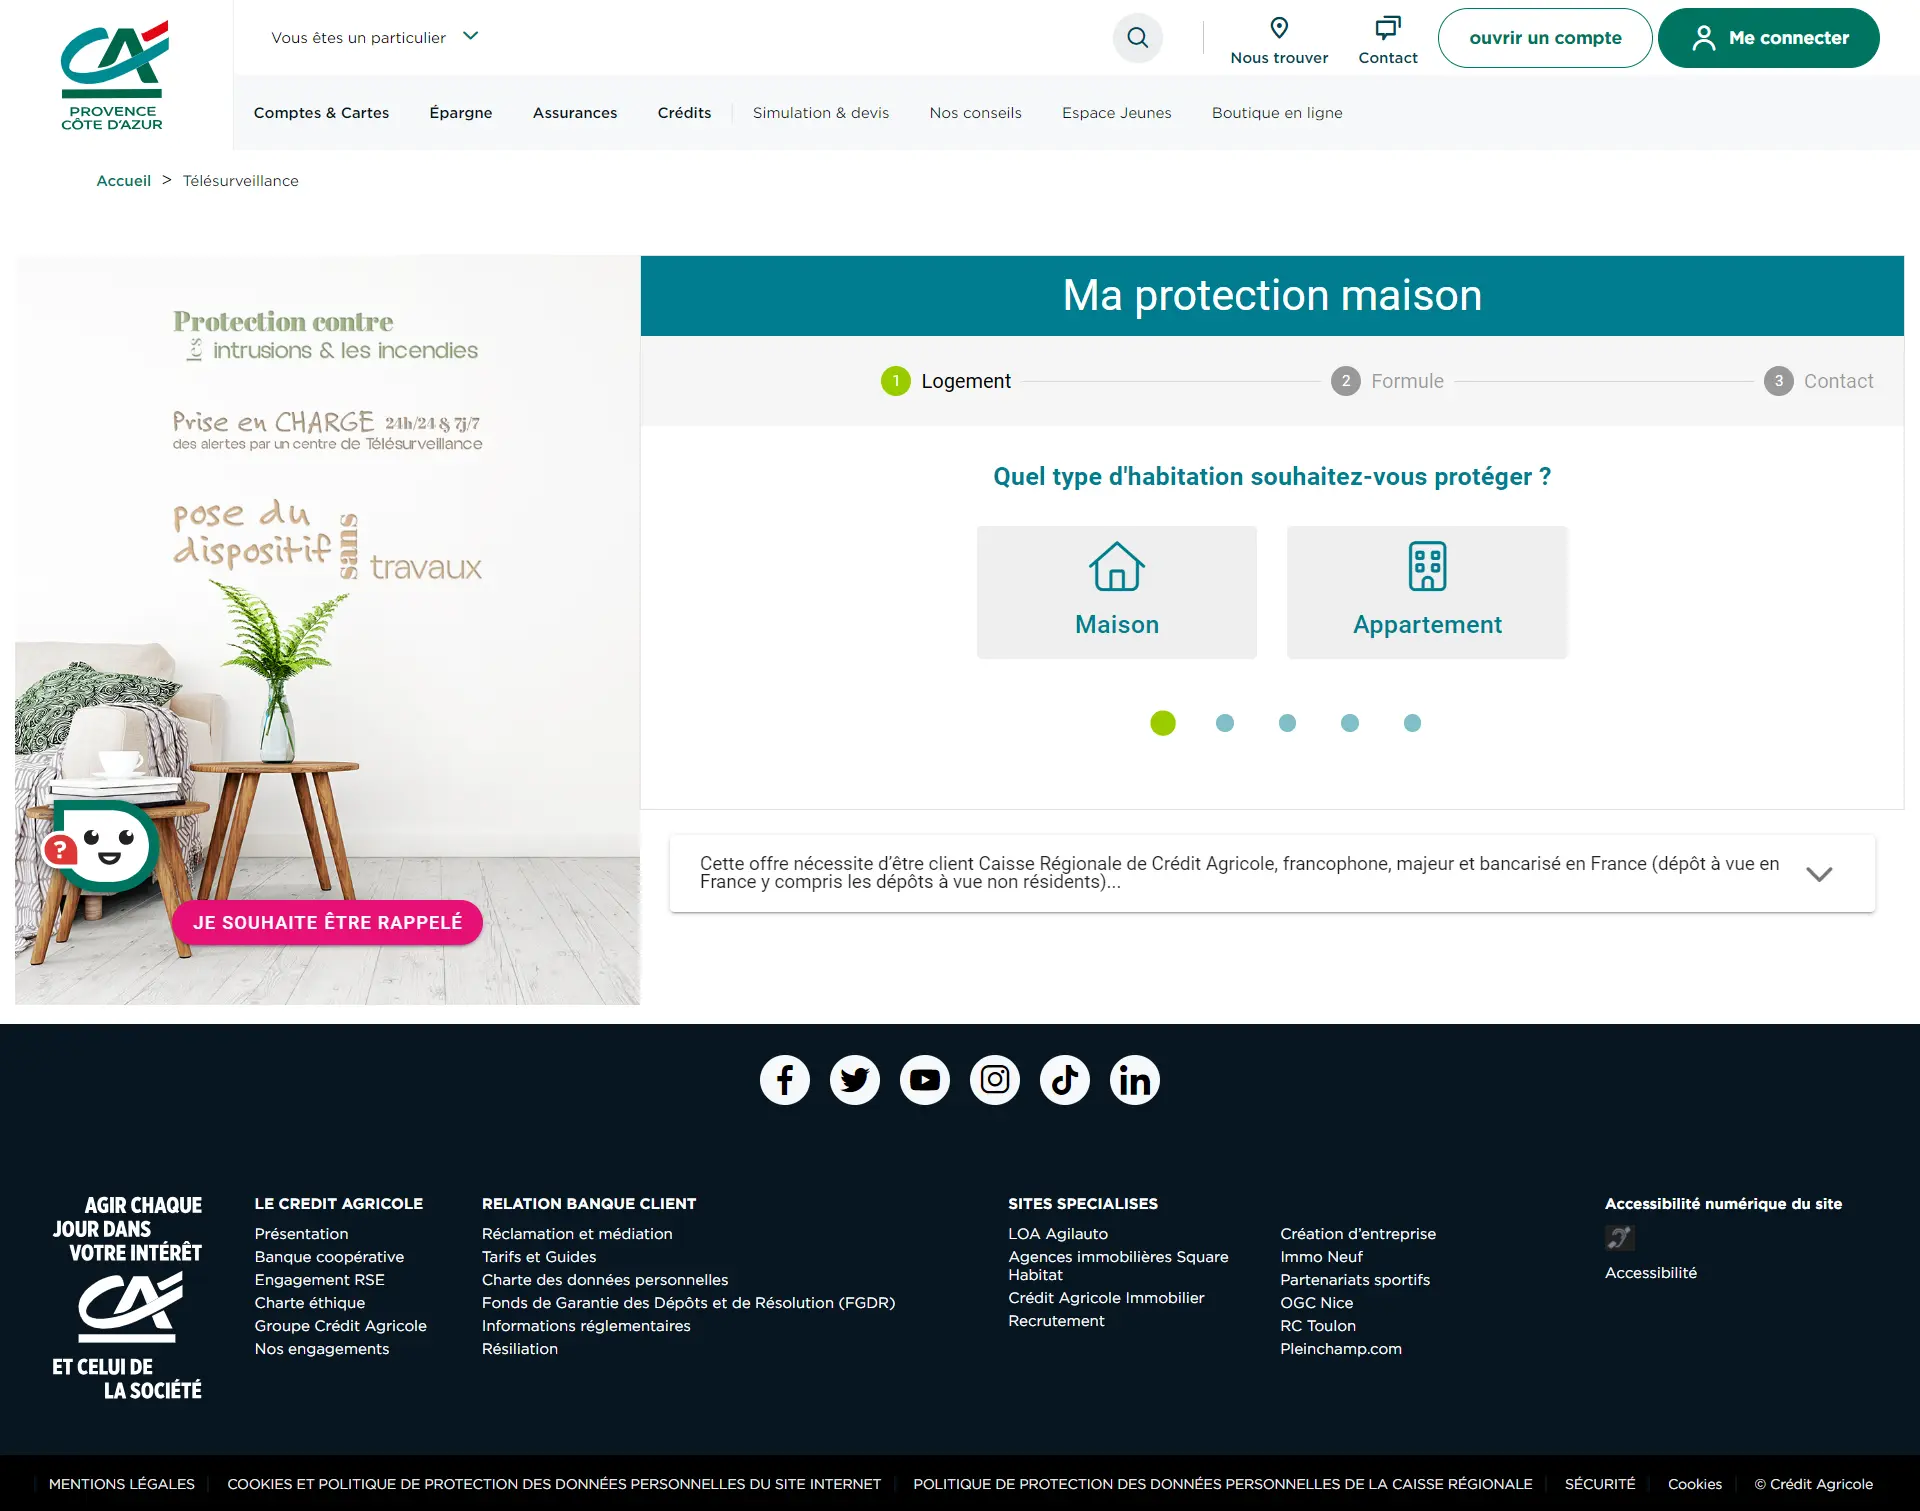 PROVENCE
CÔTE D'AZUR
Vous êtes un particulier
Nous trouver
Contact
ouvrir un compte
Me connecter
Comptes & Cartes
Épargne
Assurances
Crédits
Simulation & devis
Nos conseils
Espace Jeunes
Boutique en ligne
Accueil > Télésurveillance
Protection contre
les intrusions & les incendies
Prise en CHARGE 24h/24 & 7j/7
des alertes par un centre de Télésurveillance
pose du
dispositif sans travaux
JE SOUHAITE ÊTRE RAPPELÉ
?
Ma protection maison
1 Logement
2 Formule
3 Contact
Quel type d'habitation souhaitez-vous protéger ?
Maison
Appartement
Cette offre nécessite d’être client Caisse Régionale de Crédit Agricole, francophone, majeur et bancarisé en France (dépôt à vue en
France y compris les dépôts à vue non résidents)...
AGIR CHAQUE
JOUR DANS
VOTRE INTÉRÊT
CA
ET CELUI DE
LA SOCIÉTÉ
LE CREDIT AGRICOLE
Présentation
Banque coopérative
Engagement RSE
Charte éthique
Groupe Crédit Agricole
Nos engagements
RELATION BANQUE CLIENT
Réclamation et médiation
Tarifs et Guides
Charte des données personnelles
Fonds de Garantie des Dépôts et de Résolution (FGDR)
Informations réglementaires
Résiliation
SITES SPECIALISES
LOA Agilauto
Agences immobilières Square
Habitat
Crédit Agricole Immobilier
Recrutement
Création d’entreprise
Immo Neuf
Partenariats sportifs
OGC Nice
RC Toulon
Pleinchamp.com
Accessibilité numérique du site
Accessibilité
MENTIONS LÉGALES
COOKIES ET POLITIQUE DE PROTECTION DES DONNÉES PERSONNELLES DU SITE INTERNET
POLITIQUE DE PROTECTION DES DONNÉES PERSONNELLES DE LA CAISSE RÉGIONALE
SÉCURITÉ
Cookies
© Crédit Agricole